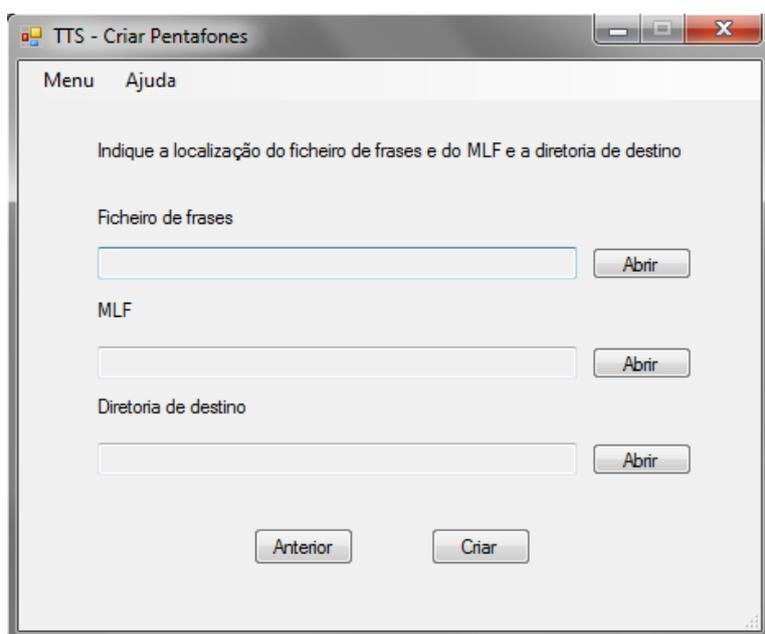 TTS - Criar Pentafones
Menu Ajuda
Indique a localização do ficheiro de frases e do MLF e a diretoria de destino
Ficheiro de frases
Abrir
MLF
Abrir
Diretoria de destino
Abrir
Anterior Criar